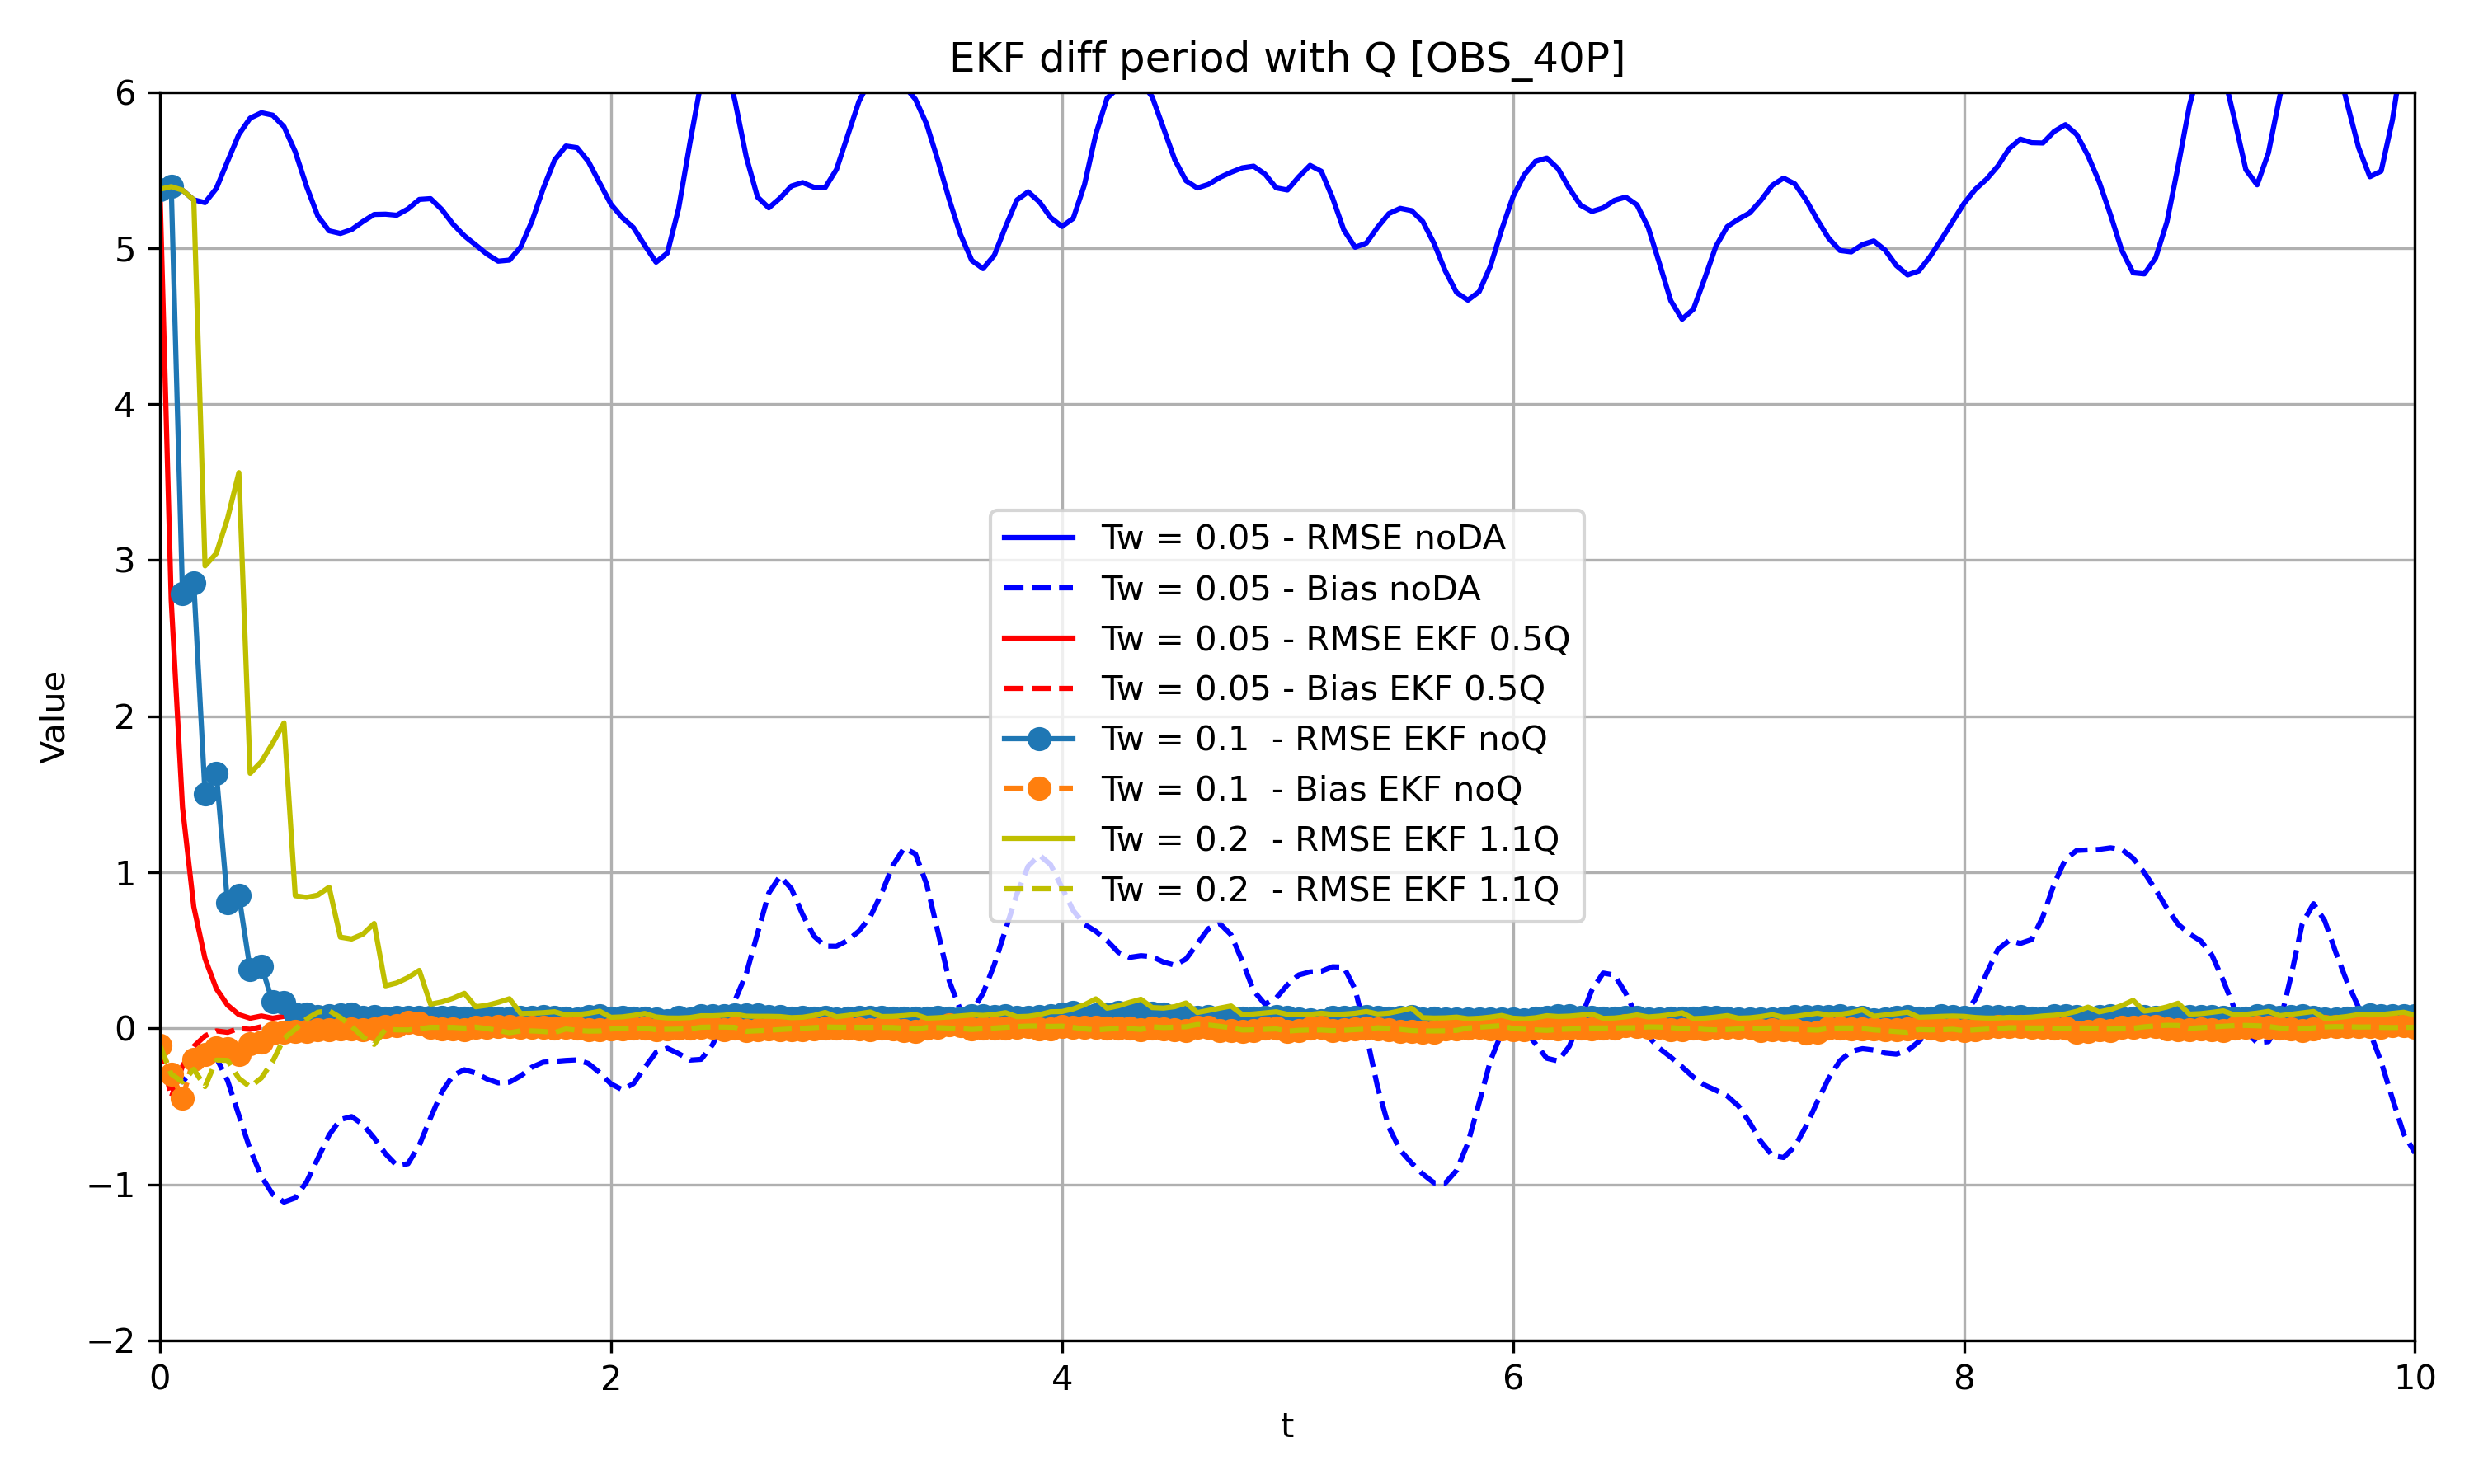 EKF diff period with Q [OBS_40P]
6
5
4
3
2
1
0
−1
−2
Value
Tw = 0.05 - RMSE noDA
Tw = 0.05 - Bias noDA
Tw = 0.05 - RMSE EKF 0.5Q
Tw = 0.05 - Bias EKF 0.5Q
Tw = 0.1  - RMSE EKF noQ
Tw = 0.1  - Bias EKF noQ
Tw = 0.2  - RMSE EKF 1.1Q
Tw = 0.2  - RMSE EKF 1.1Q
0 2 4 6 8 10
t